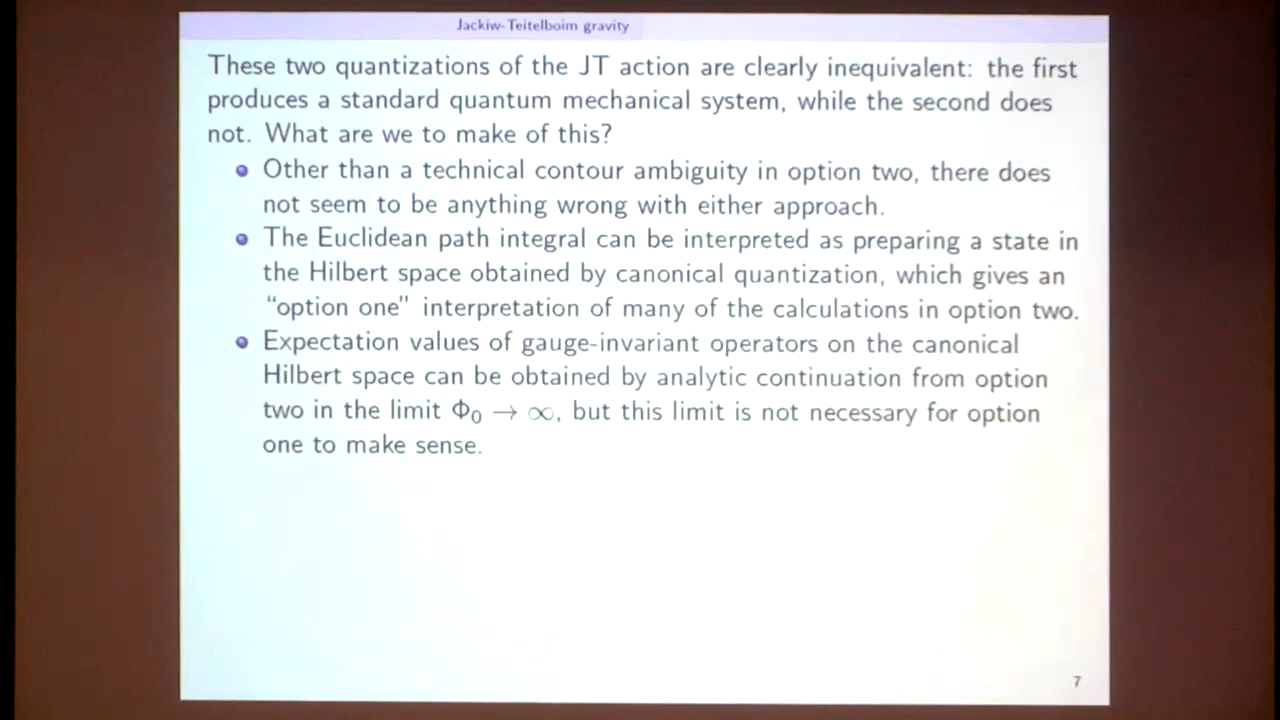 Jackiw-Teitelboim gravity
These two quantizations of the JT action are clearly inequivalent: the first
produces a standard quantum mechanical system, while the second does
not. What are we to make of this?
Other than a technical contour ambiguity in option two, there does
not seem to be anything wrong with either approach.
The Euclidean path integral can be interpreted as preparing a state in
the Hilbert space obtained by canonical quantization, which gives an
“option one” interpretation of many of the calculations in option two.
Expectation values of gauge-invariant operators on the canonical
Hilbert space can be obtained by analytic continuation from option
two in the limit Φ₀ → ∞, but this limit is not necessary for option
one to make sense.
7